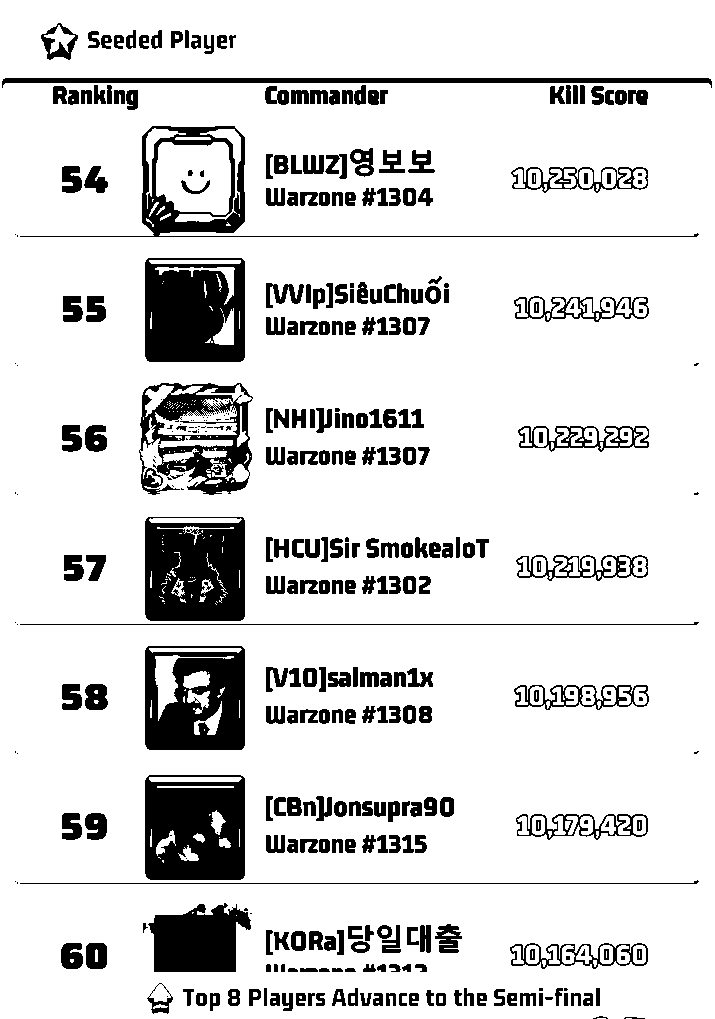 Seeded Player
Ranking Commander Kill Score
54 [BLWZ]영보보 10,250,028
Warzone #1304
55 [VVIp]SiêuChuối 10,241,946
Warzone #1307
56 [NHI]Jino1611 10,229,292
Warzone #1307
57 [HCU]Sir SmokealoT 10,219,938
Warzone #1302
58 [V10]salman1x 10,198,956
Warzone #1308
59 [CBn]Jonsupra90 10,179,420
Warzone #1315
60 [KORa]당일대출 10,164,060
Warzone
Top 8 Players Advance to the Semi-final